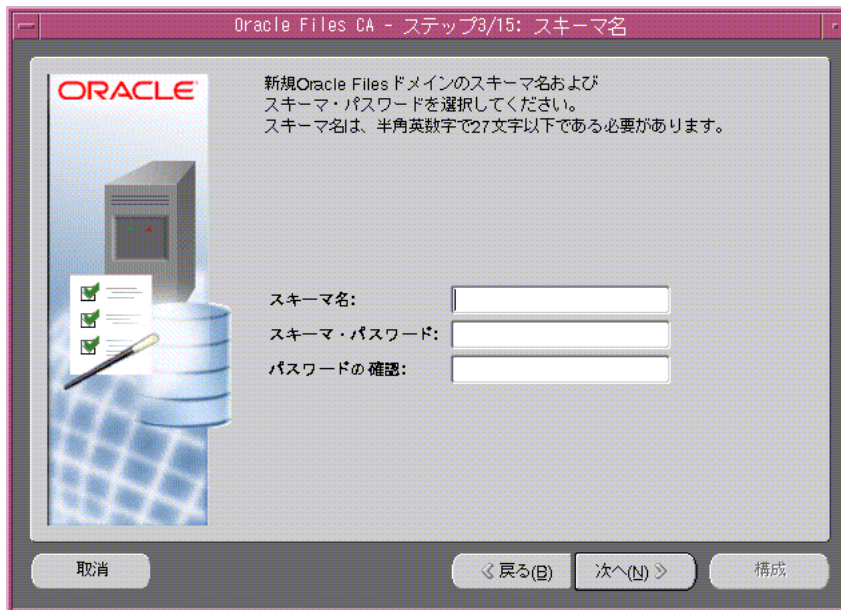 Oracle Files CA - ステップ3/15: スキーマ名
ORACLE
新規Oracle Filesドメインのスキーマ名および
スキーマ・パスワードを選択してください。
スキーマ名は、半角英数字で27文字以下である必要があります。
スキーマ名:
スキーマ・パスワード:
パスワードの確認:
取消
戻る(B)
次へ(N)
構成